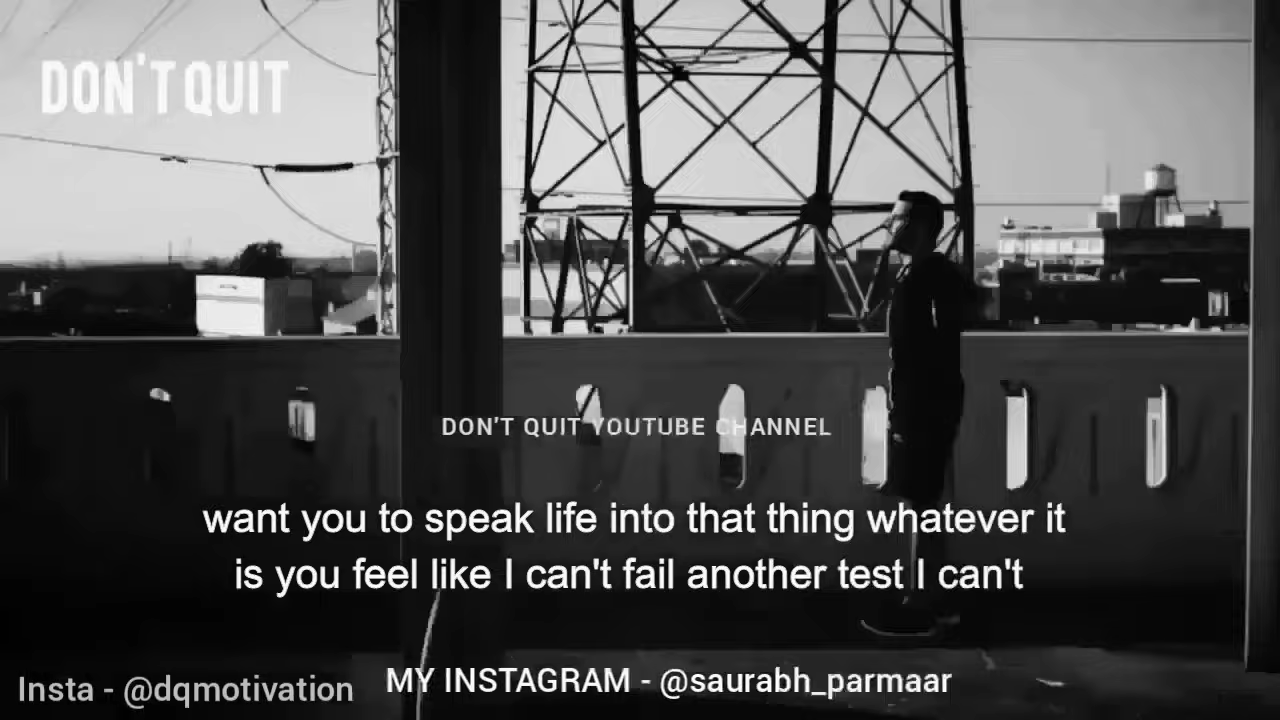 DON'T QUIT
DON'T QUIT YOUTUBE CHANNEL
want you to speak life into that thing whatever it
is you feel like I can't fail another test I can't
Insta - @dqmotivation
MY INSTAGRAM - @saurabh_parmaar